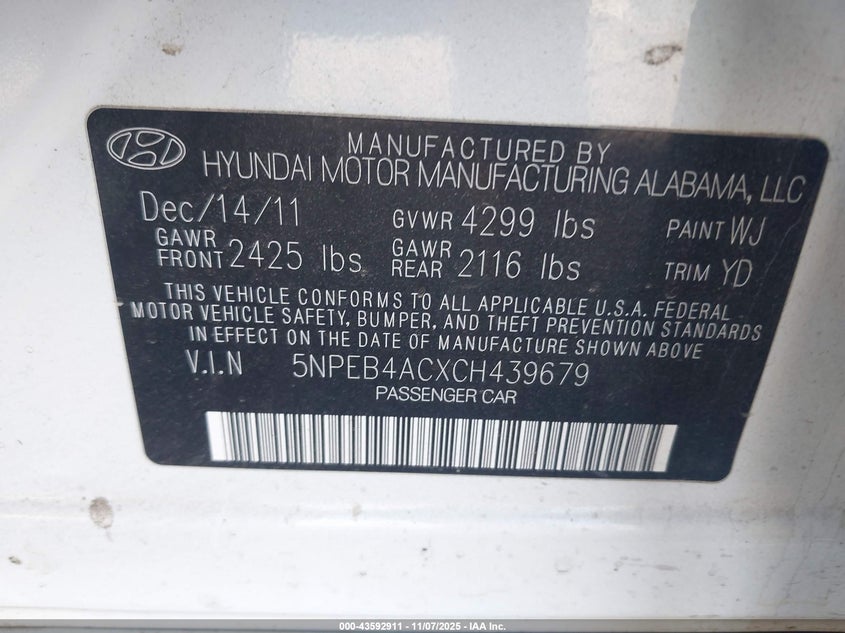 MANUFACTURED BY
HYUNDAI MOTOR MANUFACTURING ALABAMA, LLC
Dec/14/11 GVWR 4299 lbs PAINT WJ
GAWR FRONT 2425 lbs GAWR REAR 2116 lbs TRIM YD
THIS VEHICLE CONFORMS TO ALL APPLICABLE U.S.A. FEDERAL
MOTOR VEHICLE SAFETY, BUMPER, AND THEFT PREVENTION STANDARDS
IN EFFECT ON THE DATE OF MANUFACTURE SHOWN ABOVE
V.I.N 5NPEB4ACXCH439679
PASSENGER CAR
000-43592911 - 11/07/2025 - IAA Inc.